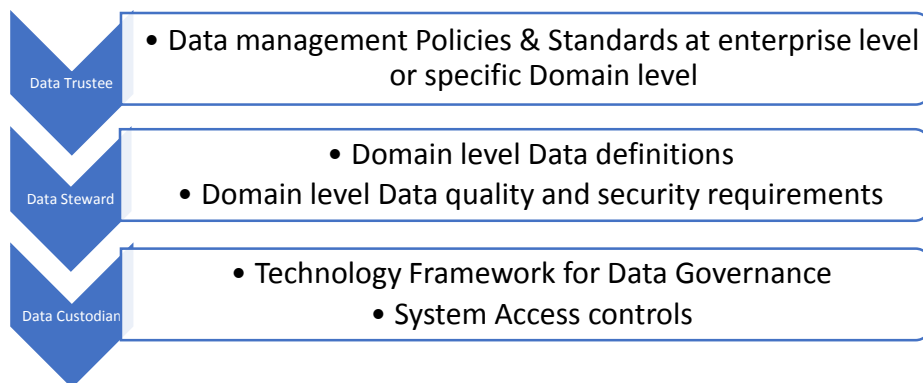 Data Trustee
• Data management Policies & Standards at enterprise level
or specific Domain level
Data Steward
• Domain level Data definitions
• Domain level Data quality and security requirements
Data Custodian
• Technology Framework for Data Governance
• System Access controls